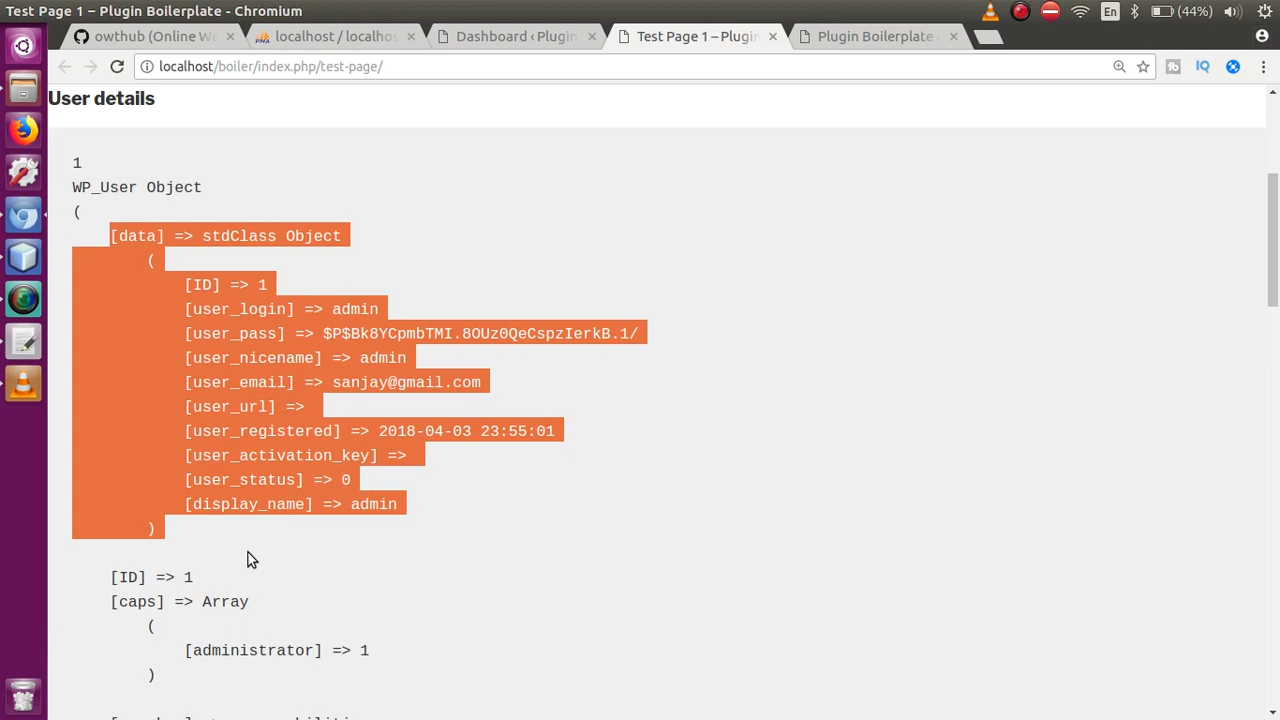 Test Page 1 – Plugin Boilerplate - Chromium
En
(44%)
owthub (Online We
localhost / localhos
Dashboard ‹ Plugin
Test Page 1 – Plugin
Plugin Boilerplate
localhost/boiler/index.php/test-page/
IQ
User details
1
WP_User Object
(
[data] => stdClass Object
(
[ID] => 1
[user_login] => admin
[user_pass] => $P$Bk8YCpmbTMI.8OUz0QeCspzIerkB.1/
[user_nicename] => admin
[user_email] => sanjay@gmail.com
[user_url] =>
[user_registered] => 2018-04-03 23:55:01
[user_activation_key] =>
[user_status] => 0
[display_name] => admin
)
[ID] => 1
[caps] => Array
(
[administrator] => 1
)